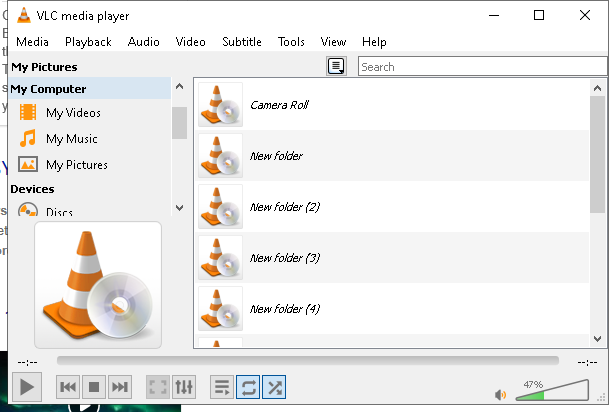 VLC media player
Media Playback Audio Video Subtitle Tools View Help
My Pictures
Search
My Computer
My Videos
My Music
My Pictures
Devices
Discs
Camera Roll
New folder
New folder (2)
New folder (3)
New folder (4)
--:-- --:--
47%